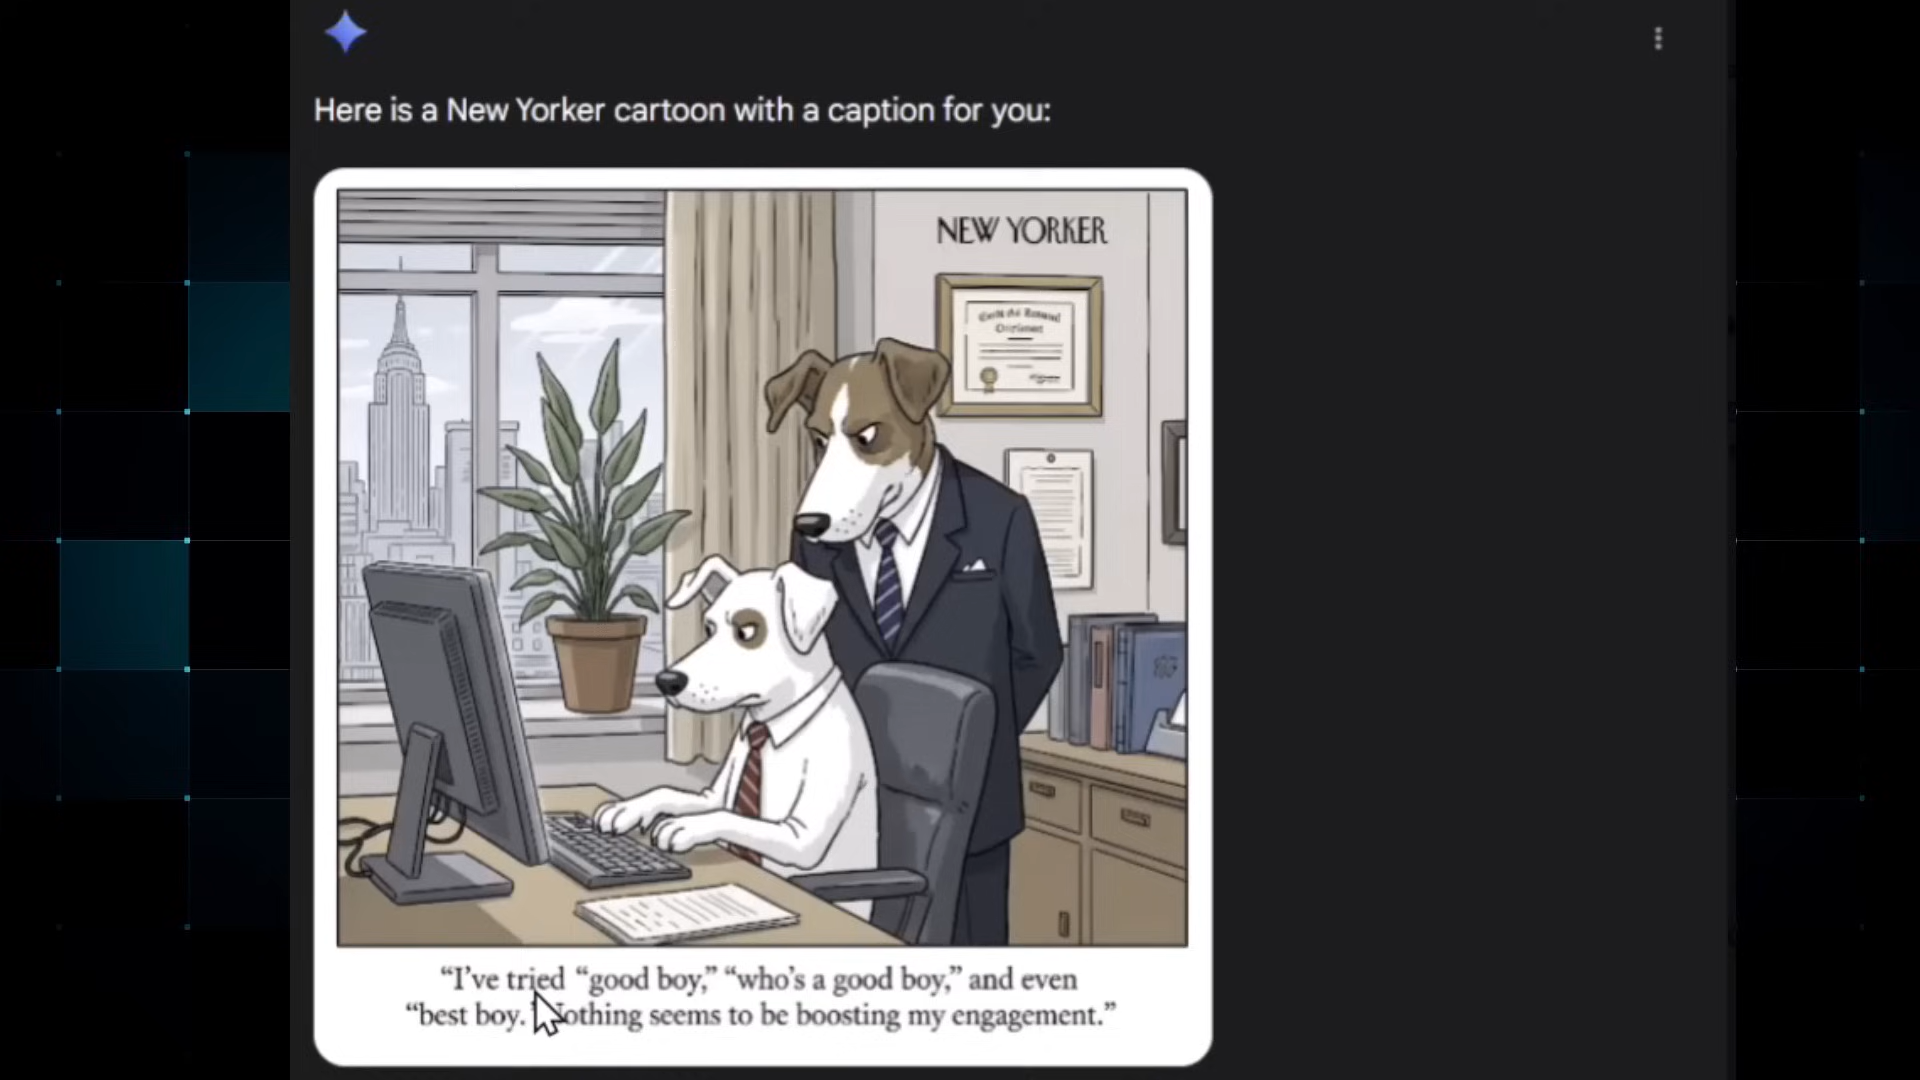 Here is a New Yorker cartoon with a caption for you:
NEW YORKER
“I’ve tried “good boy,” “who’s a good boy,” and even
“best boy. Nothing seems to be boosting my engagement.”